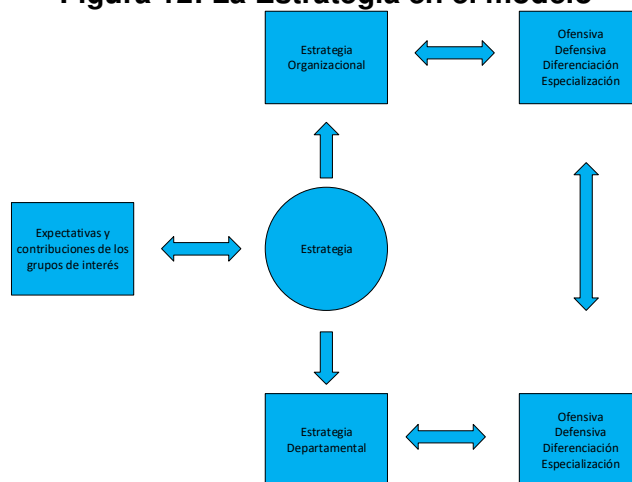 Figura 12. La Estrategia en el modelo
Estrategia
Organizacional
Ofensiva
Defensiva
Diferenciación
Especialización
Expectativas y
contribuciones de los
grupos de interés
Estrategia
Estrategia
Departamental
Ofensiva
Defensiva
Diferenciación
Especialización